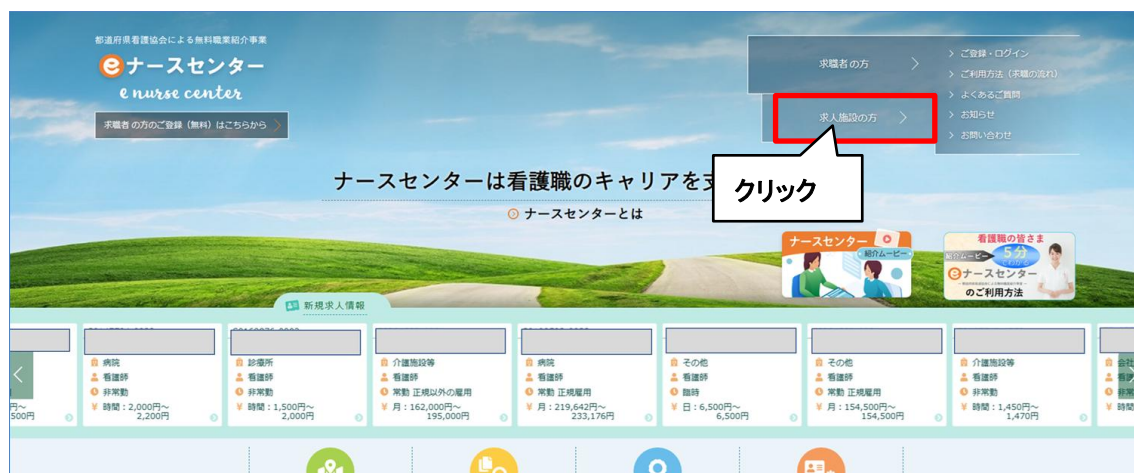 都道府県看護協会による無料職業紹介事業
eナースセンター
e nurse center
求職者の方のご登録（無料）はこちらから
求職者の方
求人施設の方
ご登録・ログイン
ご利用方法（求職の流れ）
よくあるご質問
お知らせ
お問い合わせ
クリック
ナースセンターは看護職のキャリアを支
ナースセンターとは
ナースセンター
紹介ムービー
看護職の皆さま
紹介ムービー
5分
でわかる
ナースセンター
のご利用方法
新規求人情報
円～
500円
病院
看護師
非常勤
時間：2,000円～
2,200円
診療所
看護師
非常勤
時間：1,500円～
2,000円
介護施設等
看護師
常勤 正規以外の雇用
月：162,000円～
195,000円
病院
看護師
常勤 正規雇用
月：219,642円～
233,176円
その他
看護師
臨時
日：6,500円～
6,500円
その他
看護師
常勤 正規雇用
月：154,500円～
154,500円
介護施設等
看護師
非常勤
時間：1,450円～
1,470円
会社
看護
非常
時間